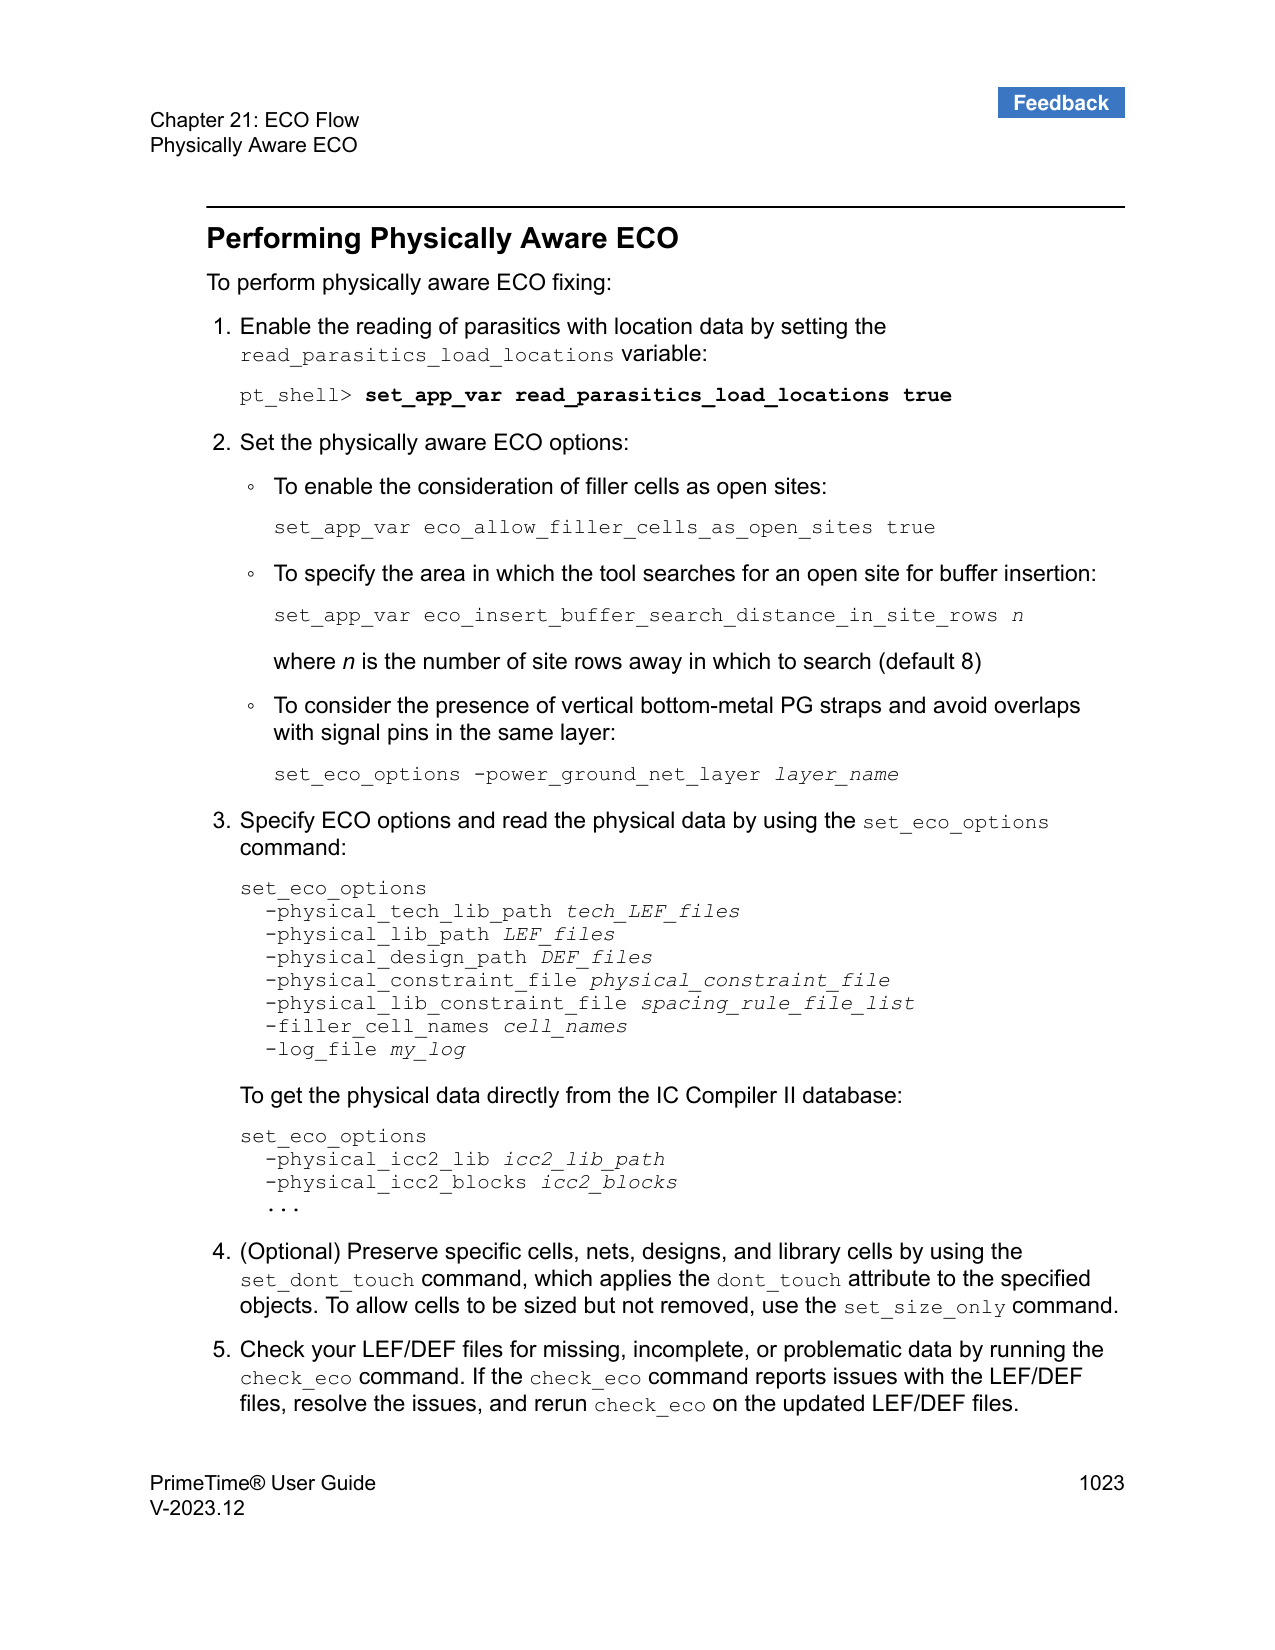 Feedback
Chapter 21: ECO Flow
Physically Aware ECO
Performing Physically Aware ECO
To perform physically aware ECO fixing:
1. Enable the reading of parasitics with location data by setting the
read_parasitics_load_locations variable:
pt_shell> set_app_var read_parasitics_load_locations true
2. Set the physically aware ECO options:
◦ To enable the consideration of filler cells as open sites:
set_app_var eco_allow_filler_cells_as_open_sites true
◦ To specify the area in which the tool searches for an open site for buffer insertion:
set_app_var eco_insert_buffer_search_distance_in_site_rows n
where n is the number of site rows away in which to search (default 8)
◦ To consider the presence of vertical bottom-metal PG straps and avoid overlaps
with signal pins in the same layer:
set_eco_options -power_ground_net_layer layer_name
3. Specify ECO options and read the physical data by using the set_eco_options
command:
set_eco_options
-physical_tech_lib_path tech_LEF_files
-physical_lib_path LEF_files
-physical_design_path DEF_files
-physical_constraint_file physical_constraint_file
-physical_lib_constraint_file spacing_rule_file_list
-filler_cell_names cell_names
-log_file my_log
To get the physical data directly from the IC Compiler II database:
set_eco_options
-physical_icc2_lib icc2_lib_path
-physical_icc2_blocks icc2_blocks
...
4. (Optional) Preserve specific cells, nets, designs, and library cells by using the
set_dont_touch command, which applies the dont_touch attribute to the specified
objects. To allow cells to be sized but not removed, use the set_size_only command.
5. Check your LEF/DEF files for missing, incomplete, or problematic data by running the
check_eco command. If the check_eco command reports issues with the LEF/DEF
files, resolve the issues, and rerun check_eco on the updated LEF/DEF files.
PrimeTime® User Guide 1023
V-2023.12